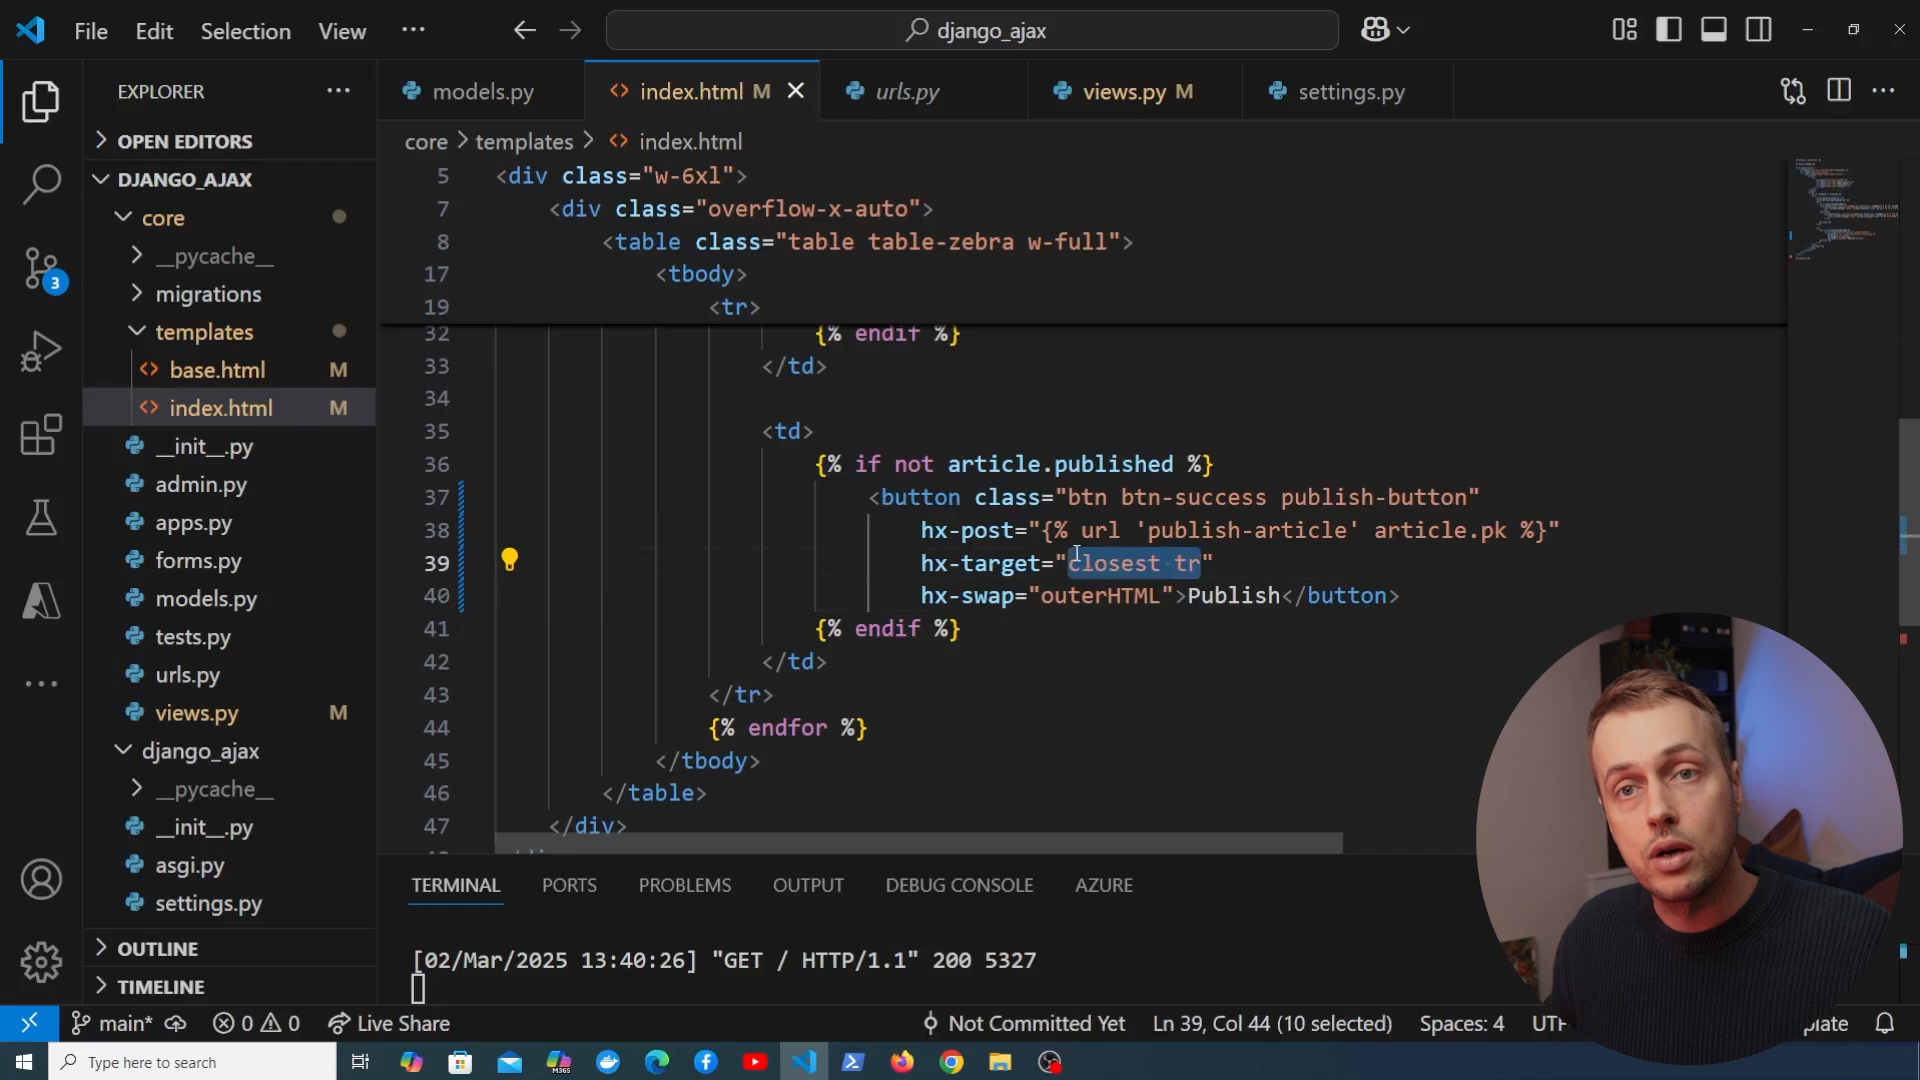 File Edit Selection View ··· django_ajax
EXPLORER
OPEN EDITORS
DJANGO_AJAX
core
__pycache__
migrations
templates
base.html M
index.html M
__init__.py
admin.py
apps.py
forms.py
models.py
tests.py
urls.py
views.py M
django_ajax
__pycache__
__init__.py
asgi.py
settings.py
OUTLINE
TIMELINE
3
models.py index.html M urls.py views.py M settings.py
core > templates > index.html
5 <div class="w-6xl">
7 <div class="overflow-x-auto">
8 <table class="table table-zebra w-full">
17 <tbody>
19 <tr>
32 {% endif %}
33 </td>
34
35 <td>
36 {% if not article.published %}
37 <button class="btn btn-success publish-button"
38 hx-post="{% url 'publish-article' article.pk %}"
39 hx-target="closest tr"
40 hx-swap="outerHTML">Publish</button>
41 {% endif %}
42 </td>
43 </tr>
44 {% endfor %}
45 </tbody>
46 </table>
47 </div>
TERMINAL PORTS PROBLEMS OUTPUT DEBUG CONSOLE AZURE
[02/Mar/2025 13:40:26] "GET / HTTP/1.1" 200 5327
main* 0 0 Live Share Not Committed Yet Ln 39, Col 44 (10 selected) Spaces: 4
Type here to search